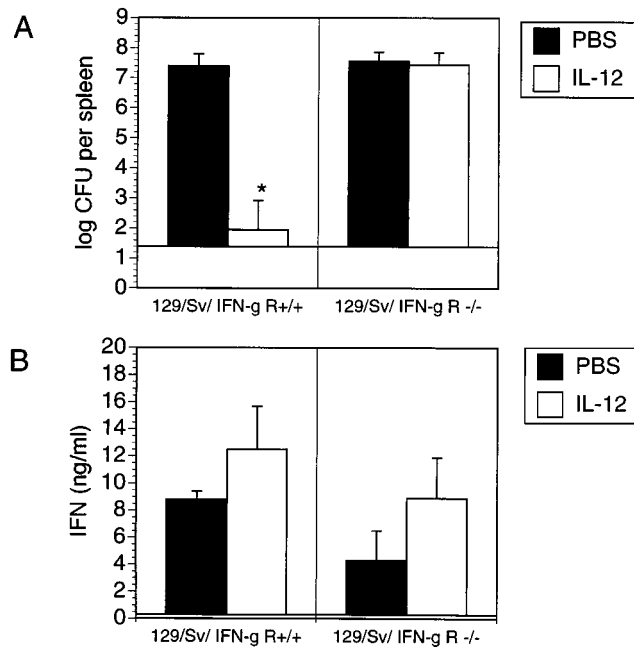 A
log CFU per spleen
9
8
7
6
5
4
3
2
1
0
*
129/Sv/ IFN-g R+/+
129/Sv/ IFN-g R -/-
PBS
IL-12
B
IFN (ng/ml)
20
18
16
14
12
10
8
6
4
2
0
129/Sv/ IFN-g R+/+
129/Sv/ IFN-g R -/-
PBS
IL-12